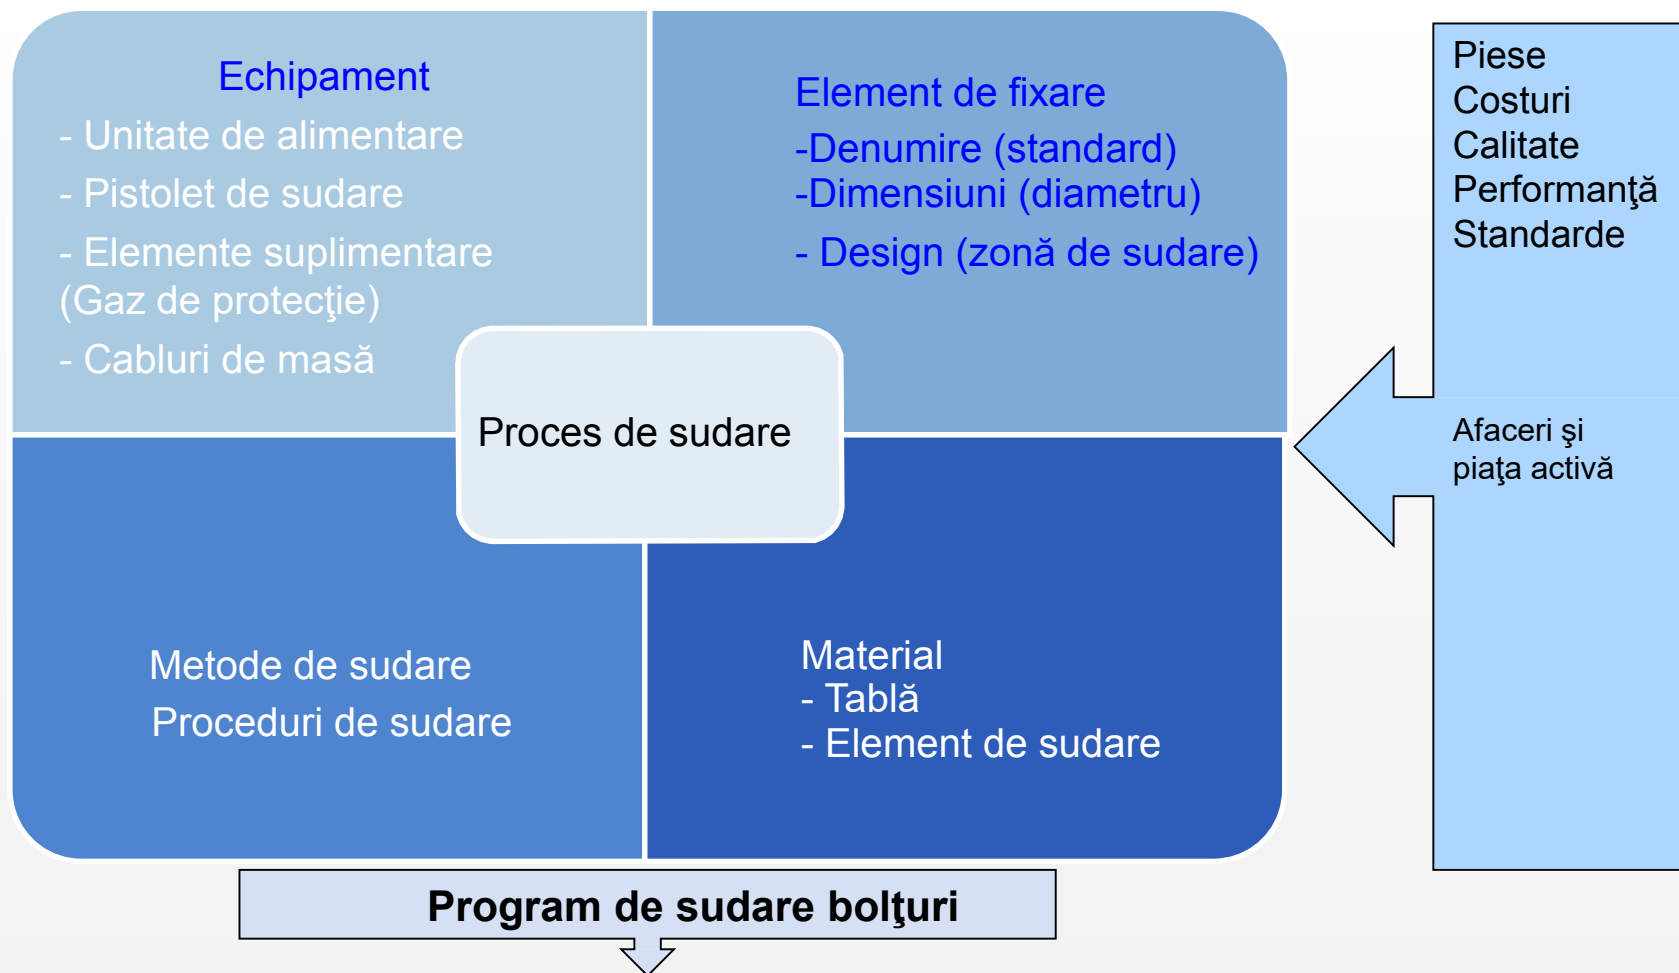 Echipament
- Unitate de alimentare
- Pistolet de sudare
- Elemente suplimentare
(Gaz de protecţie)
- Cabluri de masă
Element de fixare
-Denumire (standard)
-Dimensiuni (diametru)
- Design (zonă de sudare)
Proces de sudare
Metode de sudare
Proceduri de sudare
Material
- Tablă
- Element de sudare
Piese
Costuri
Calitate
Performanţă
Standarde
Afaceri şi
piaţa activă
Program de sudare bolţuri